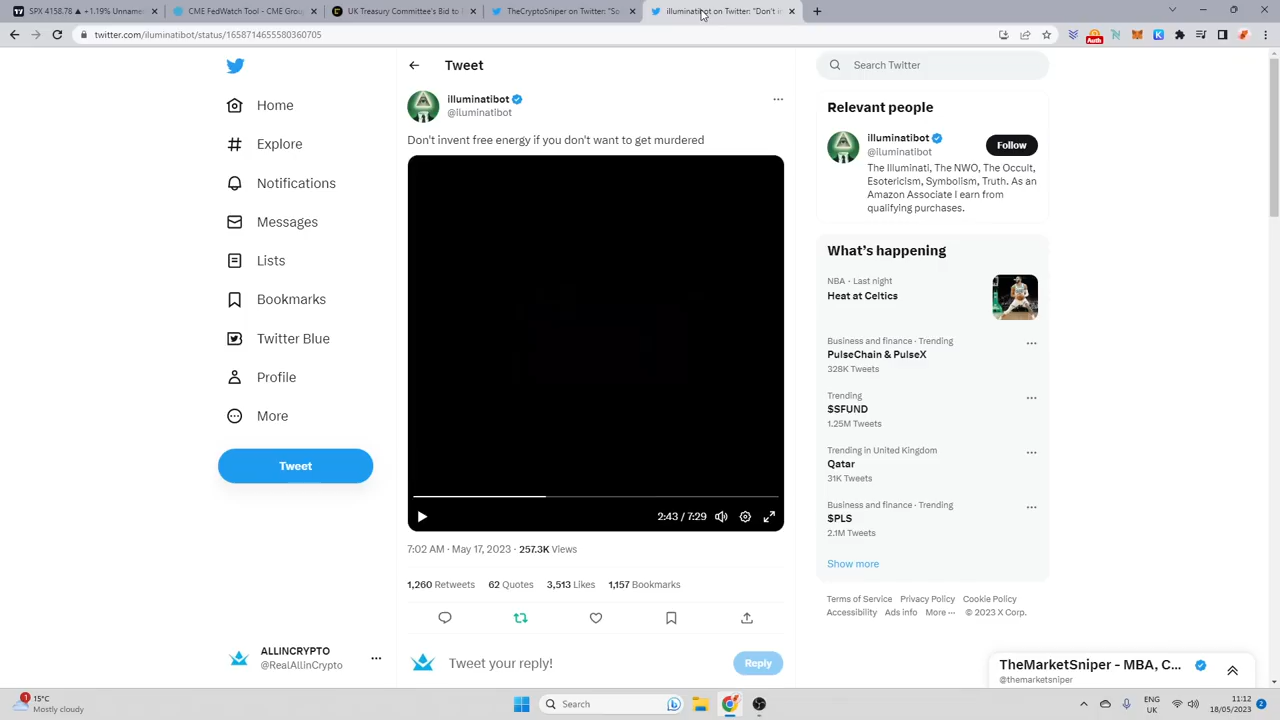 SPX 4158.78 ▲ +1.19% Unname
CME FedWatch Tool - CME Group
UK Treasury Committee's Bid to
TheCryptoSniper on Twitter: "So
illuminatibot on Twitter: "Don't in
twitter.com/iluminatibot/status/1658714655580360705
Auth
Home
Explore
Notifications
Messages
Lists
Bookmarks
Twitter Blue
Profile
More
Tweet
ALLINCRYPTO
@RealAllinCrypto
Tweet
illuminatibot
@iluminatibot
Don't invent free energy if you don't want to get murdered
2:43 / 7:29
7:02 AM · May 17, 2023 · 257.3K Views
1,260 Retweets 62 Quotes 3,513 Likes 1,157 Bookmarks
Tweet your reply!
Reply
Search Twitter
Relevant people
illuminatibot
@iluminatibot
Follow
The Illuminati, The NWO, The Occult,
Esotericism, Symbolism, Truth. As an
Amazon Associate I earn from
qualifying purchases.
What's happening
NBA · Last night
Heat at Celtics
Business and finance · Trending
PulseChain & PulseX
328K Tweets
Trending
$SFUND
1.25M Tweets
Trending in United Kingdom
Qatar
31K Tweets
Business and finance · Trending
$PLS
2.1M Tweets
Show more
Terms of Service Privacy Policy Cookie Policy
Accessibility Ads info More ··· © 2023 X Corp.
TheMarketSniper - MBA, C...
@themarketsniper
1
15°C
Mostly cloudy
Search
ENG
UK
11:12
18/05/2023
2